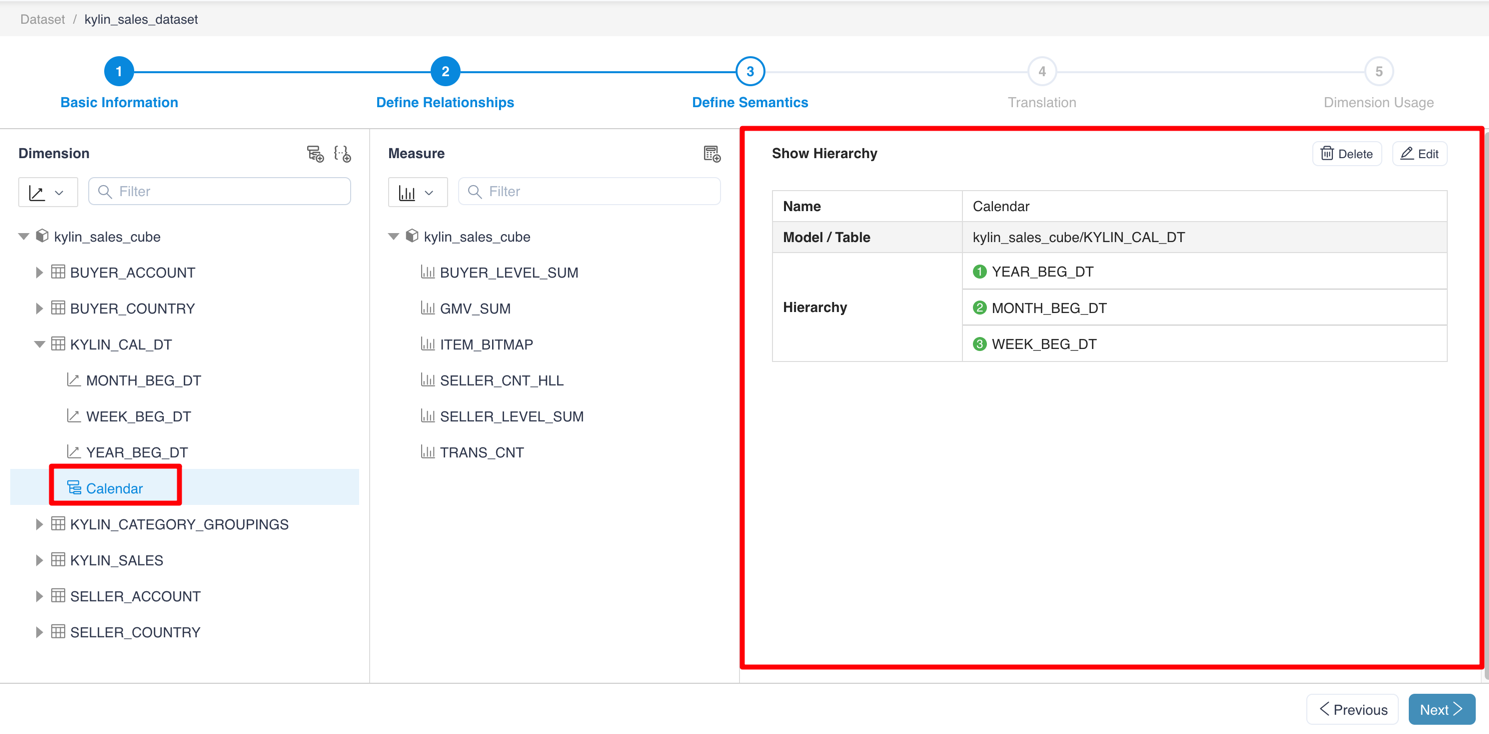 Dataset / kylin_sales_dataset
1
2
3
4
5
Basic Information
Define Relationships
Define Semantics
Translation
Dimension Usage
Dimension
Filter
kylin_sales_cube
BUYER_ACCOUNT
BUYER_COUNTRY
KYLIN_CAL_DT
MONTH_BEG_DT
WEEK_BEG_DT
YEAR_BEG_DT
Calendar
KYLIN_CATEGORY_GROUPINGS
KYLIN_SALES
SELLER_ACCOUNT
SELLER_COUNTRY
Measure
Filter
kylin_sales_cube
BUYER_LEVEL_SUM
GMV_SUM
ITEM_BITMAP
SELLER_CNT_HLL
SELLER_LEVEL_SUM
TRANS_CNT
Show Hierarchy
Delete
Edit
Name Calendar
Model / Table kylin_sales_cube/KYLIN_CAL_DT
Hierarchy
1 YEAR_BEG_DT
2 MONTH_BEG_DT
3 WEEK_BEG_DT
Previous
Next